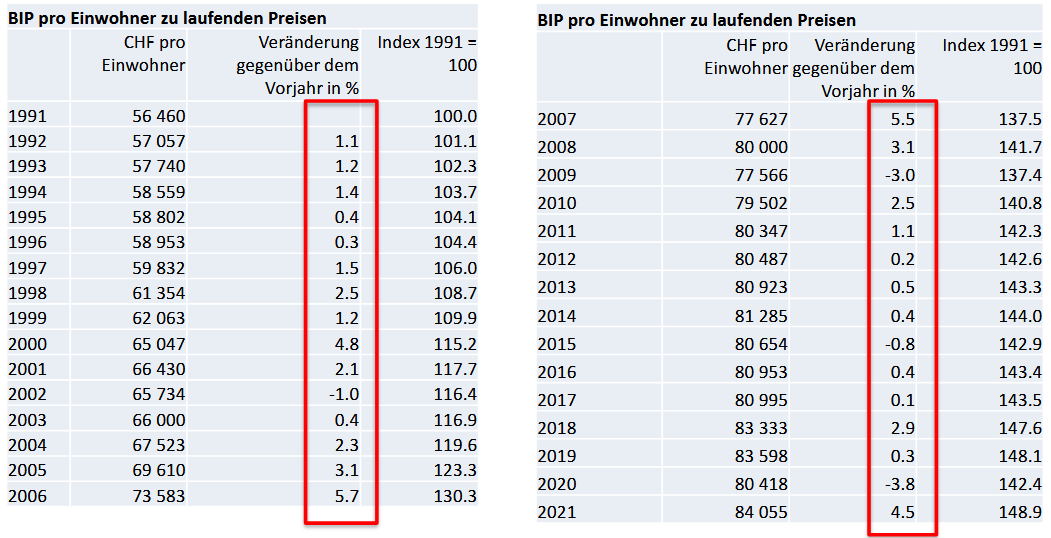 BIP pro Einwohner zu laufenden Preisen
CHF pro Einwohner Veränderung gegenüber dem Vorjahr in % Index 1991 = 100
1991 56 460 100.0
1992 57 057 1.1 101.1
1993 57 740 1.2 102.3
1994 58 559 1.4 103.7
1995 58 802 0.4 104.1
1996 58 953 0.3 104.4
1997 59 832 1.5 106.0
1998 61 354 2.5 108.7
1999 62 063 1.2 109.9
2000 65 047 4.8 115.2
2001 66 430 2.1 117.7
2002 65 734 -1.0 116.4
2003 66 000 0.4 116.9
2004 67 523 2.3 119.6
2005 69 610 3.1 123.3
2006 73 583 5.7 130.3
BIP pro Einwohner zu laufenden Preisen
CHF pro Einwohner Veränderung gegenüber dem Vorjahr in % Index 1991 = 100
2007 77 627 5.5 137.5
2008 80 000 3.1 141.7
2009 77 566 -3.0 137.4
2010 79 502 2.5 140.8
2011 80 347 1.1 142.3
2012 80 487 0.2 142.6
2013 80 923 0.5 143.3
2014 81 285 0.4 144.0
2015 80 654 -0.8 142.9
2016 80 953 0.4 143.4
2017 80 995 0.1 143.5
2018 83 333 2.9 147.6
2019 83 598 0.3 148.1
2020 80 418 -3.8 142.4
2021 84 055 4.5 148.9